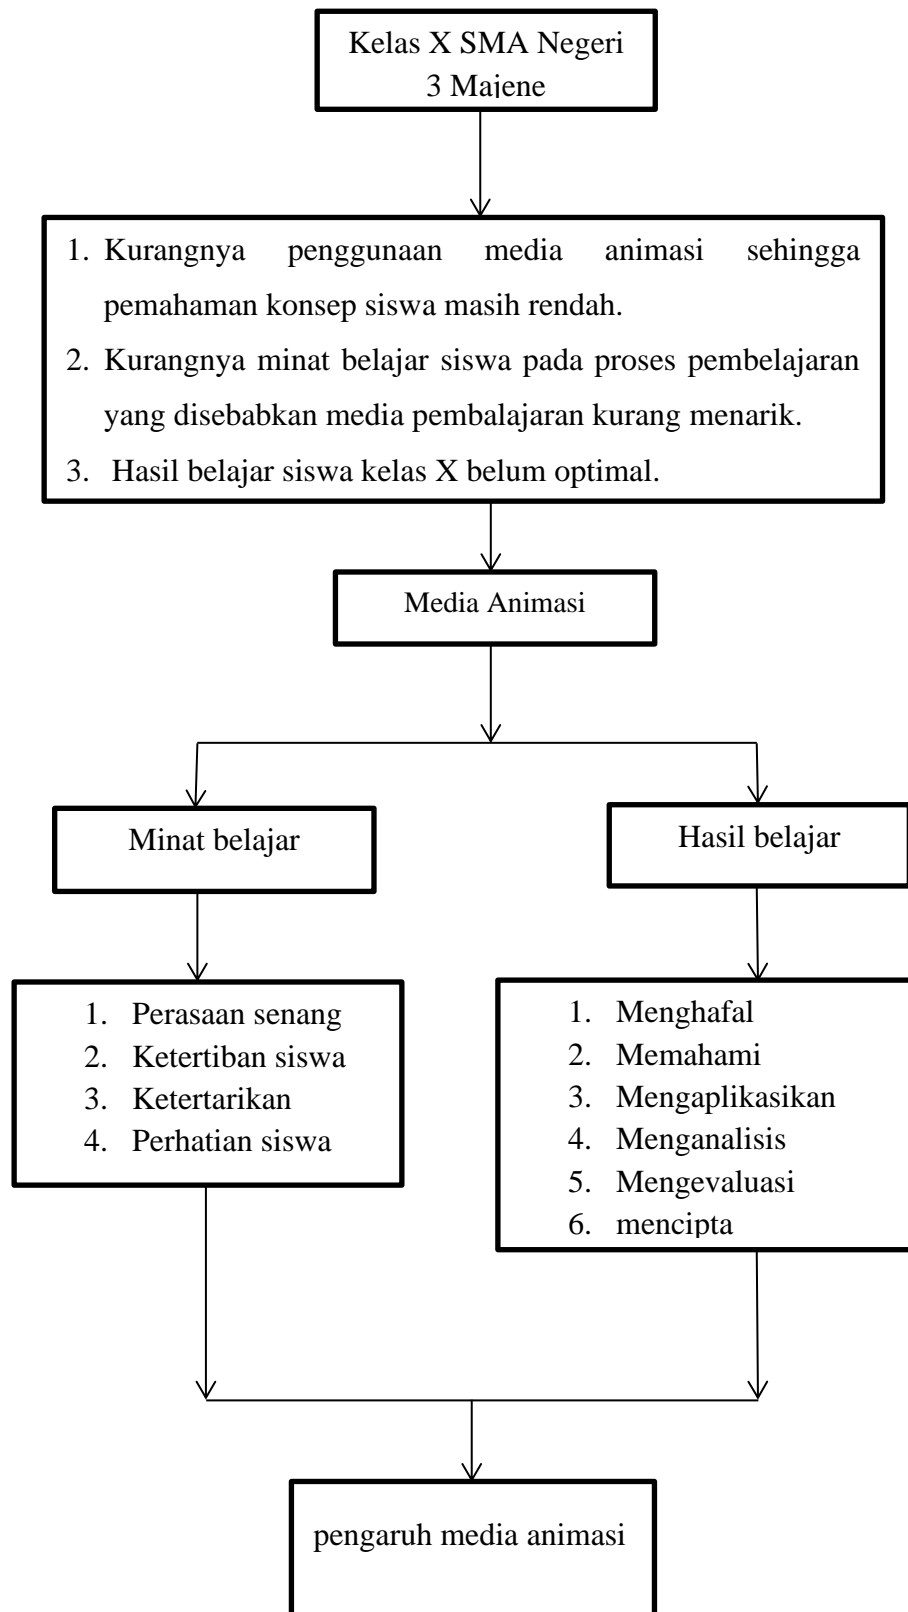 Kelas X SMA Negeri
3 Majene
1. Kurangnya penggunaan media animasi sehingga
pemahaman konsep siswa masih rendah.
2. Kurangnya minat belajar siswa pada proses pembelajaran
yang disebabkan media pembalajaran kurang menarik.
3. Hasil belajar siswa kelas X belum optimal.
Media Animasi
Minat belajar
Hasil belajar
1. Perasaan senang
2. Ketertiban siswa
3. Ketertarikan
4. Perhatian siswa
1. Menghafal
2. Memahami
3. Mengaplikasikan
4. Menganalisis
5. Mengevaluasi
6. mencipta
pengaruh media animasi